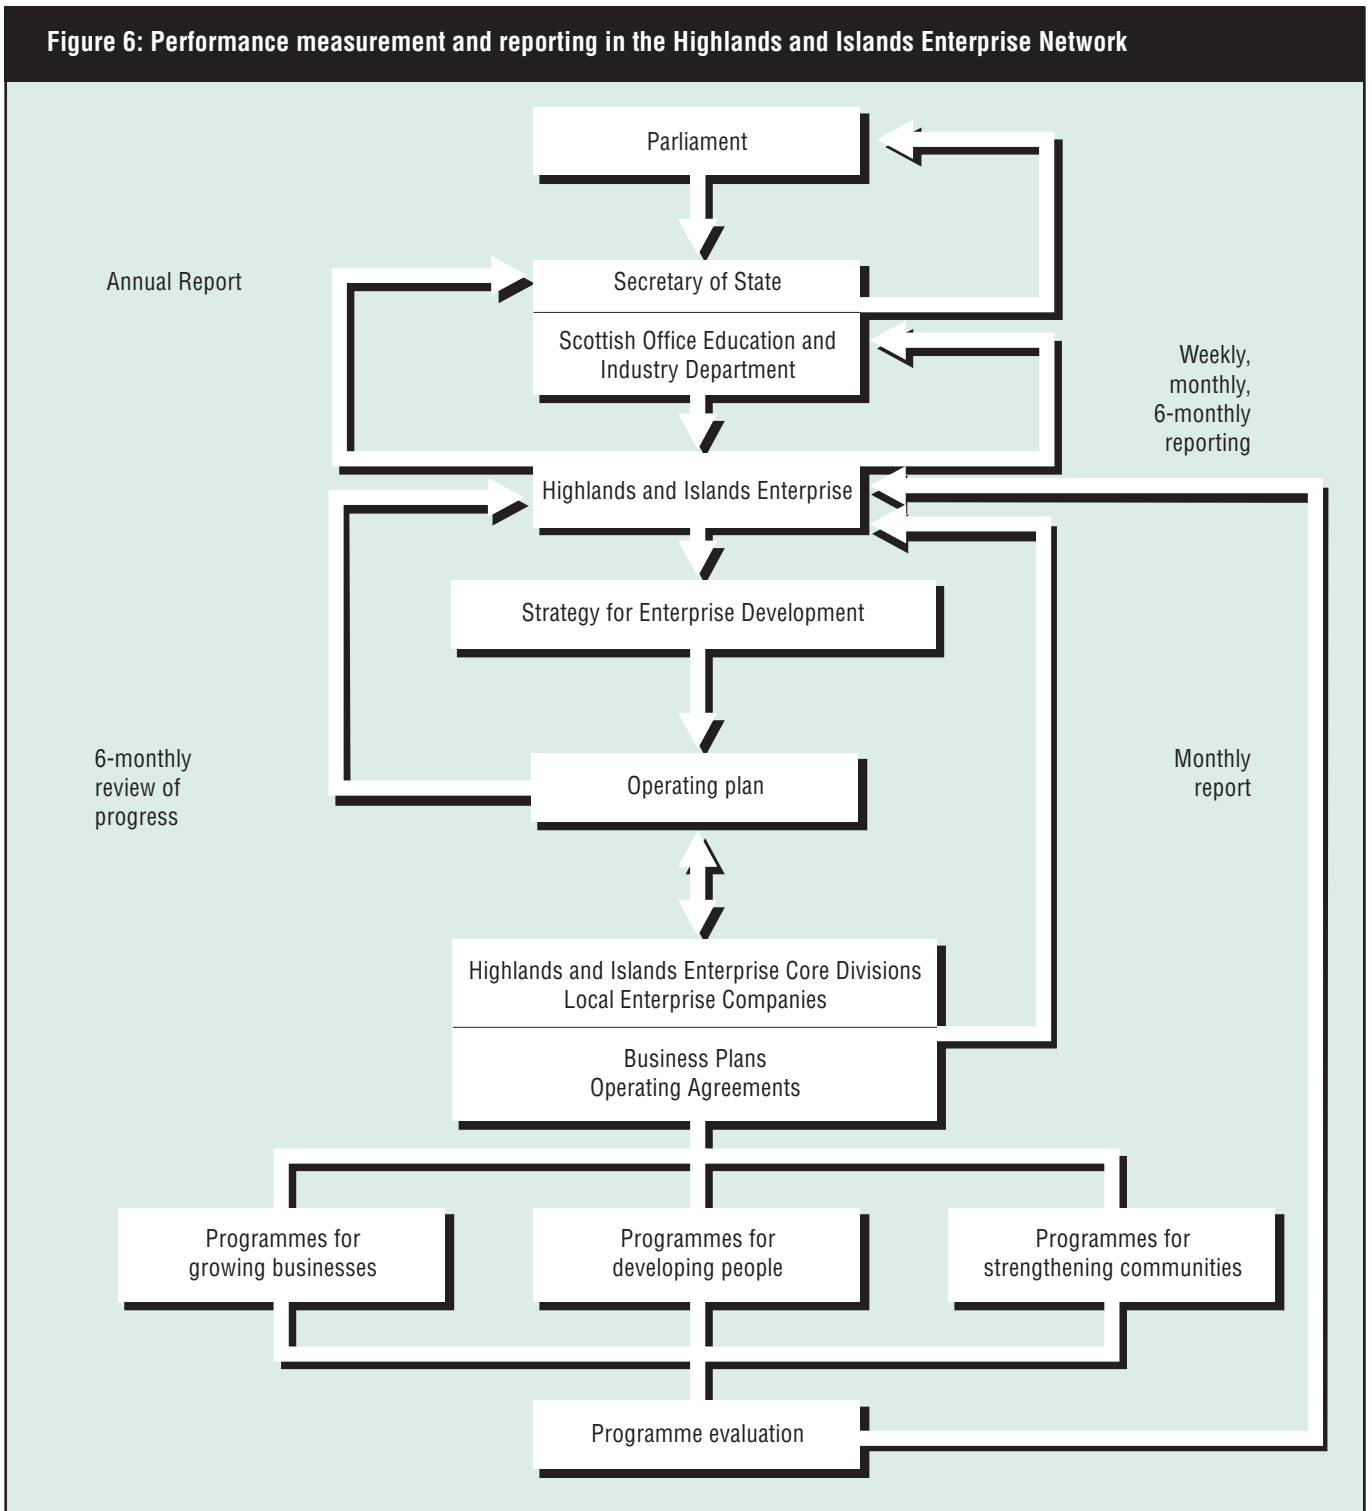 Figure 6: Performance measurement and reporting in the Highlands and Islands Enterprise Network
Parliament
Annual Report
Secretary of State
Scottish Office Education and
Industry Department
Weekly,
monthly,
6-monthly
reporting
Highlands and Islands Enterprise
Strategy for Enterprise Development
6-monthly
review of
progress
Operating plan
Monthly
report
Highlands and Islands Enterprise Core Divisions
Local Enterprise Companies
Business Plans
Operating Agreements
Programmes for
growing businesses
Programmes for
developing people
Programmes for
strengthening communities
Programme evaluation